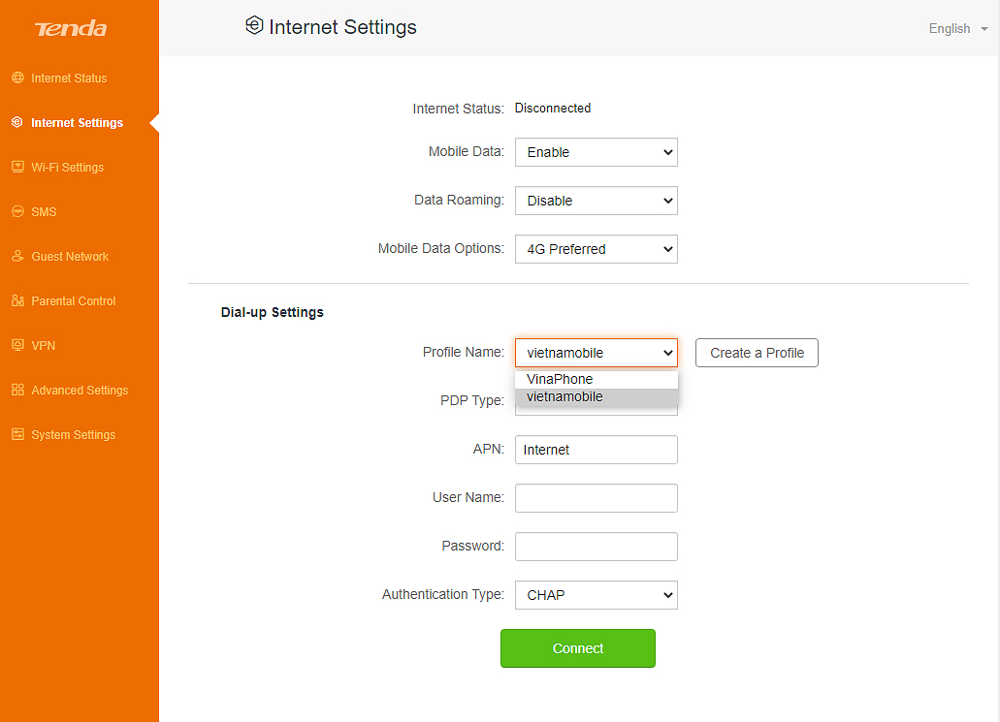 Tenda
Internet Settings
English
Internet Status
Internet Settings
Wi-Fi Settings
SMS
Guest Network
Parental Control
VPN
Advanced Settings
System Settings
Internet Status: Disconnected
Mobile Data: Enable
Data Roaming: Disable
Mobile Data Options: 4G Preferred
Dial-up Settings
Profile Name: vietnamobile Create a Profile
VinaPhone
vietnamobile
PDP Type:
APN: Internet
User Name:
Password:
Authentication Type: CHAP
Connect